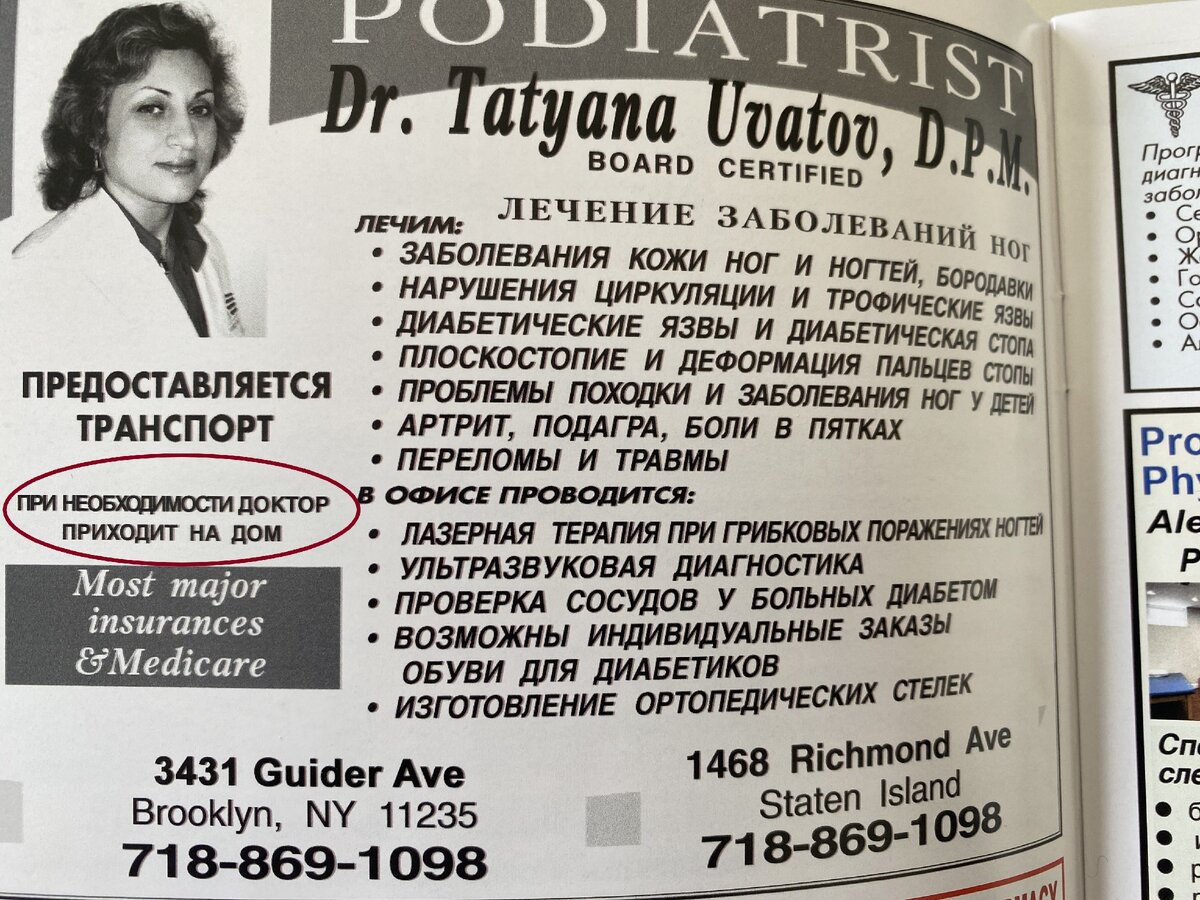 PODIATRIST
Dr. Tatyana Uvatov, D.P.M.
BOARD CERTIFIED
ЛЕЧЕНИЕ ЗАБОЛЕВАНИЙ НОГ
ЛЕЧИМ:
• ЗАБОЛЕВАНИЯ КОЖИ НОГ И НОГТЕЙ, БОРОДАВКИ
• НАРУШЕНИЯ ЦИРКУЛЯЦИИ И ТРОФИЧЕСКИЕ ЯЗВЫ
• ДИАБЕТИЧЕСКИЕ ЯЗВЫ И ДИАБЕТИЧЕСКАЯ СТОПА
• ПЛОСКОСТОПИЕ И ДЕФОРМАЦИЯ ПАЛЬЦЕВ СТОПЫ
• ПРОБЛЕМЫ ПОХОДКИ И ЗАБОЛЕВАНИЯ НОГ У ДЕТЕЙ
• АРТРИТ, ПОДАГРА, БОЛИ В ПЯТКАХ
• ПЕРЕЛОМЫ И ТРАВМЫ
В ОФИСЕ ПРОВОДИТСЯ:
• ЛАЗЕРНАЯ ТЕРАПИЯ ПРИ ГРИБКОВЫХ ПОРАЖЕНИЯХ НОГТЕЙ
• УЛЬТРАЗВУКОВАЯ ДИАГНОСТИКА
• ПРОВЕРКА СОСУДОВ У БОЛЬНЫХ ДИАБЕТОМ
• ВОЗМОЖНЫ ИНДИВИДУАЛЬНЫЕ ЗАКАЗЫ
ОБУВИ ДЛЯ ДИАБЕТИКОВ
• ИЗГОТОВЛЕНИЕ ОРТОПЕДИЧЕСКИХ СТЕЛЕК
ПРЕДОСТАВЛЯЕТСЯ
ТРАНСПОРТ
ПРИ НЕОБХОДИМОСТИ ДОКТОР
ПРИХОДИТ НА ДОМ
Most major
insurances
&Medicare
3431 Guider Ave
Brooklyn, NY 11235
718-869-1098
1468 Richmond Ave
Staten Island
718-869-1098